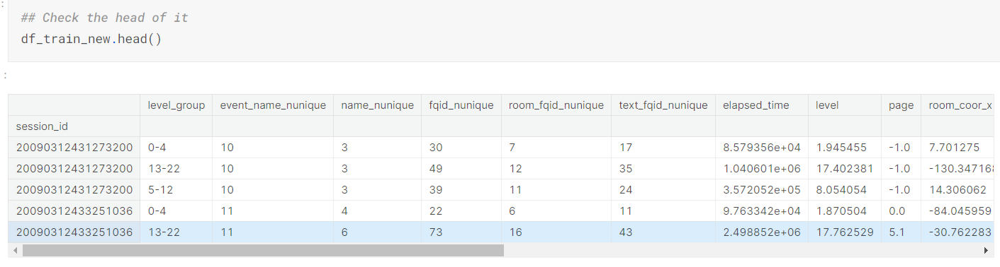 ## Check the head of it
df_train_new.head()
level_group event_name_nunique name_nunique fqid_nunique room_fqid_nunique text_fqid_nunique elapsed_time level page room_coor_x
session_id
20090312431273200 0-4 10 3 30 7 17 8.579356e+04 1.945455 -1.0 7.701275
20090312431273200 13-22 10 3 49 12 35 1.040601e+06 17.402381 -1.0 -130.347168
20090312431273200 5-12 10 3 39 11 24 3.572052e+05 8.054054 -1.0 14.306062
20090312433251036 0-4 11 4 22 6 11 9.763342e+04 1.870504 0.0 -84.045959
20090312433251036 13-22 11 6 73 16 43 2.498852e+06 17.762529 5.1 -30.762283